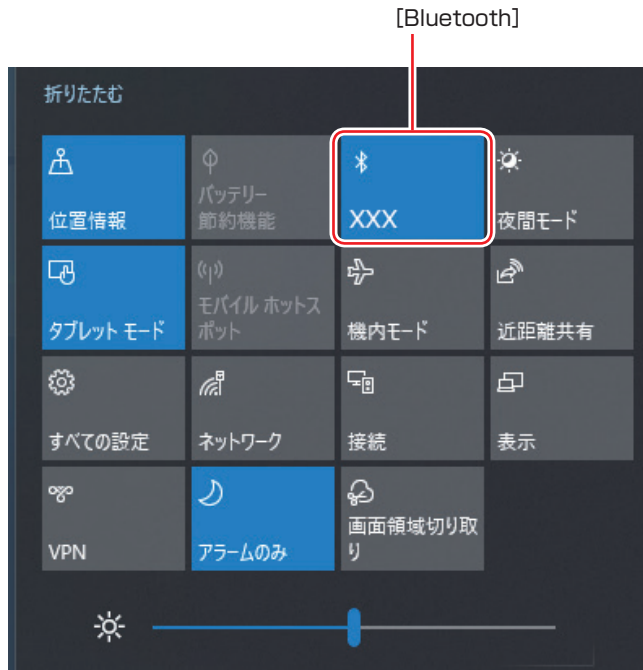 [Bluetooth]
折りたたむ
位置情報
バッテリー
節約機能
XXX
夜間モード
タブレット モード
モバイル ホットス
ポット
機内モード
近距離共有
すべての設定
ネットワーク
接続
表示
VPN
アラームのみ
画面領域切り取
り